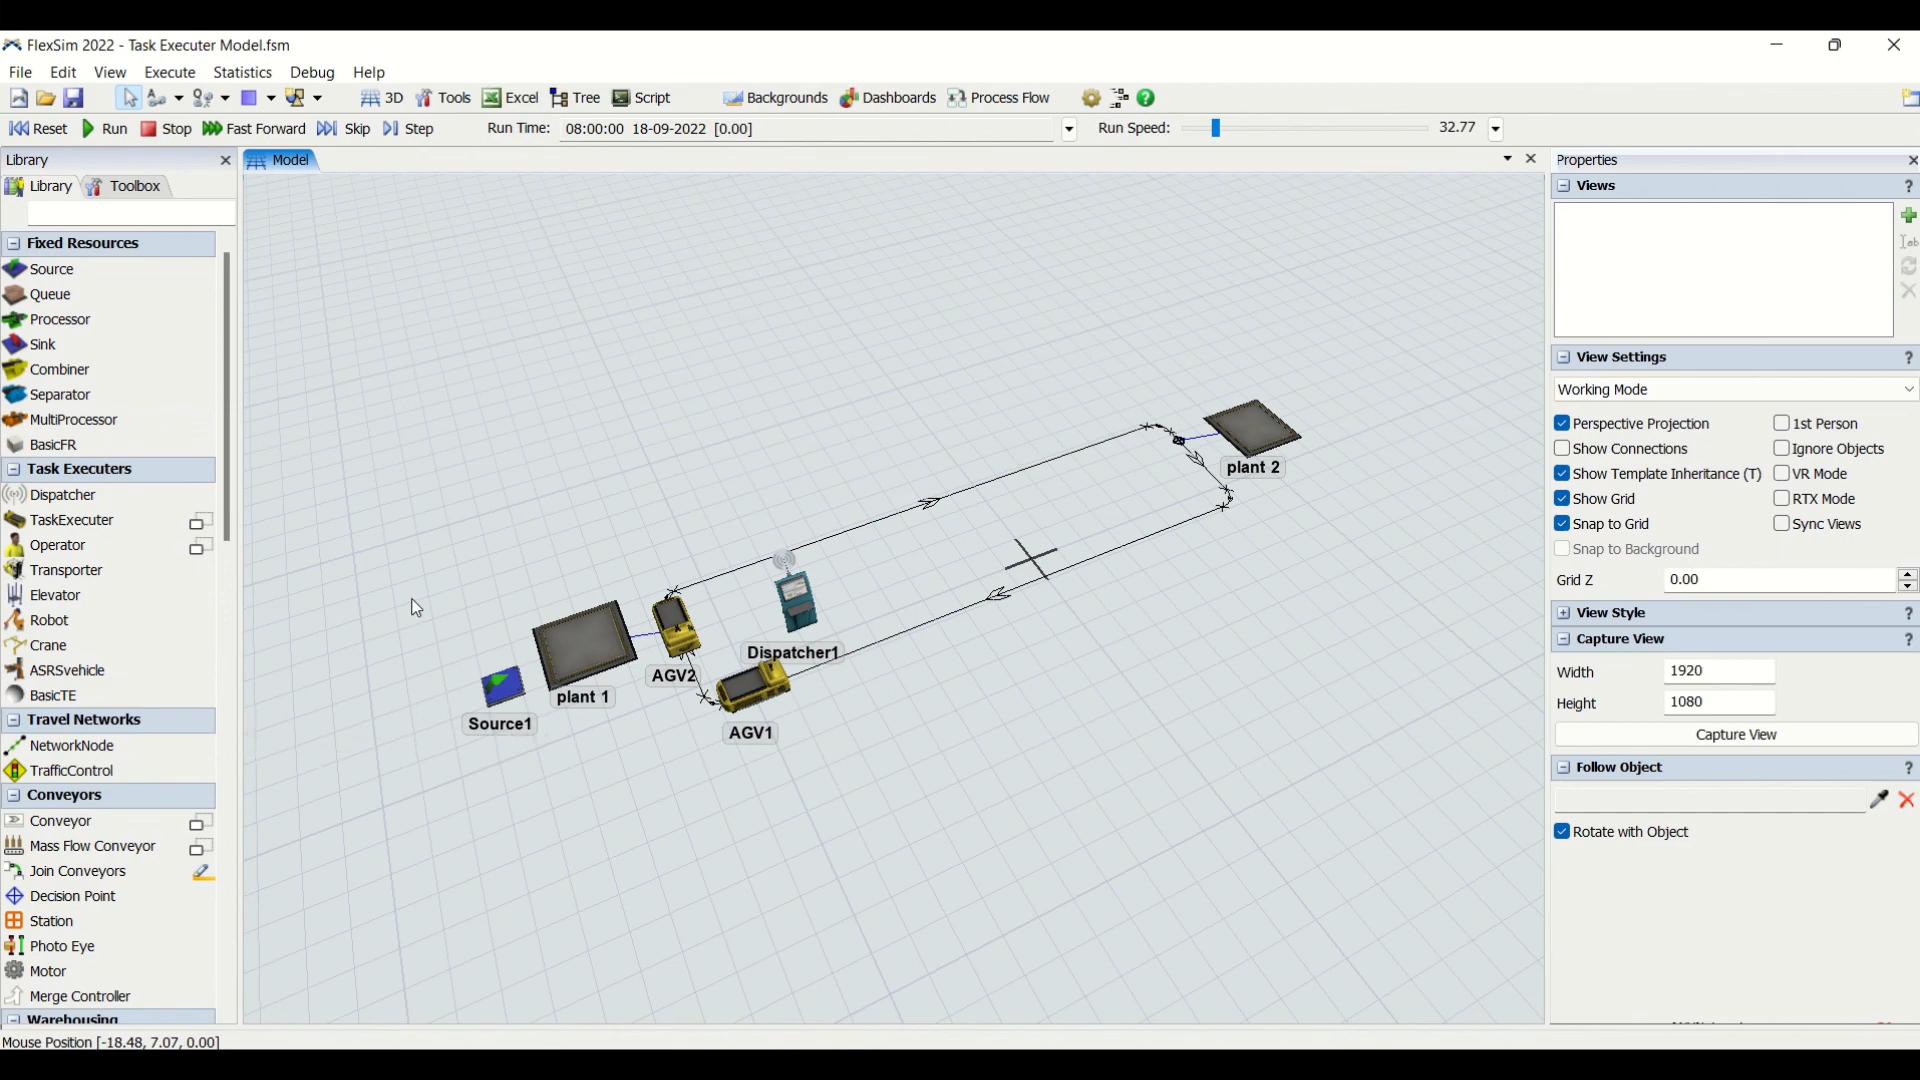 FlexSim 2022 - Task Executer Model.fsm
File Edit View Execute Statistics Debug Help
3D Tools Excel Tree Script Backgrounds Dashboards Process Flow
Reset Run Stop Fast Forward Skip Step Run Time: 08:00:00 18-09-2022 [0.00] Run Speed: 32.77
Library
Library Toolbox
Fixed Resources
Source
Queue
Processor
Sink
Combiner
Separator
MultiProcessor
BasicFR
Task Executers
Dispatcher
TaskExecuter
Operator
Transporter
Elevator
Robot
Crane
ASRSvehicle
BasicTE
Travel Networks
NetworkNode
TrafficControl
Conveyors
Conveyor
Mass Flow Conveyor
Join Conveyors
Decision Point
Station
Photo Eye
Motor
Merge Controller
Warehousing
Mouse Position [-18.48, 7.07, 0.00]
Model
plant 2
Dispatcher1
AGV2
plant 1
Source1
AGV1
Properties
Views
View Settings
Working Mode
Perspective Projection 1st Person
Show Connections Ignore Objects
Show Template Inheritance (T) VR Mode
Show Grid RTX Mode
Snap to Grid Sync Views
Snap to Background
Grid Z 0.00
View Style
Capture View
Width 1920
Height 1080
Capture View
Follow Object
Rotate with Object